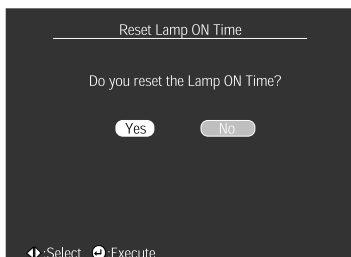 Reset Lamp ON Time
Do you reset the Lamp ON Time?
Yes No
:Select :Execute